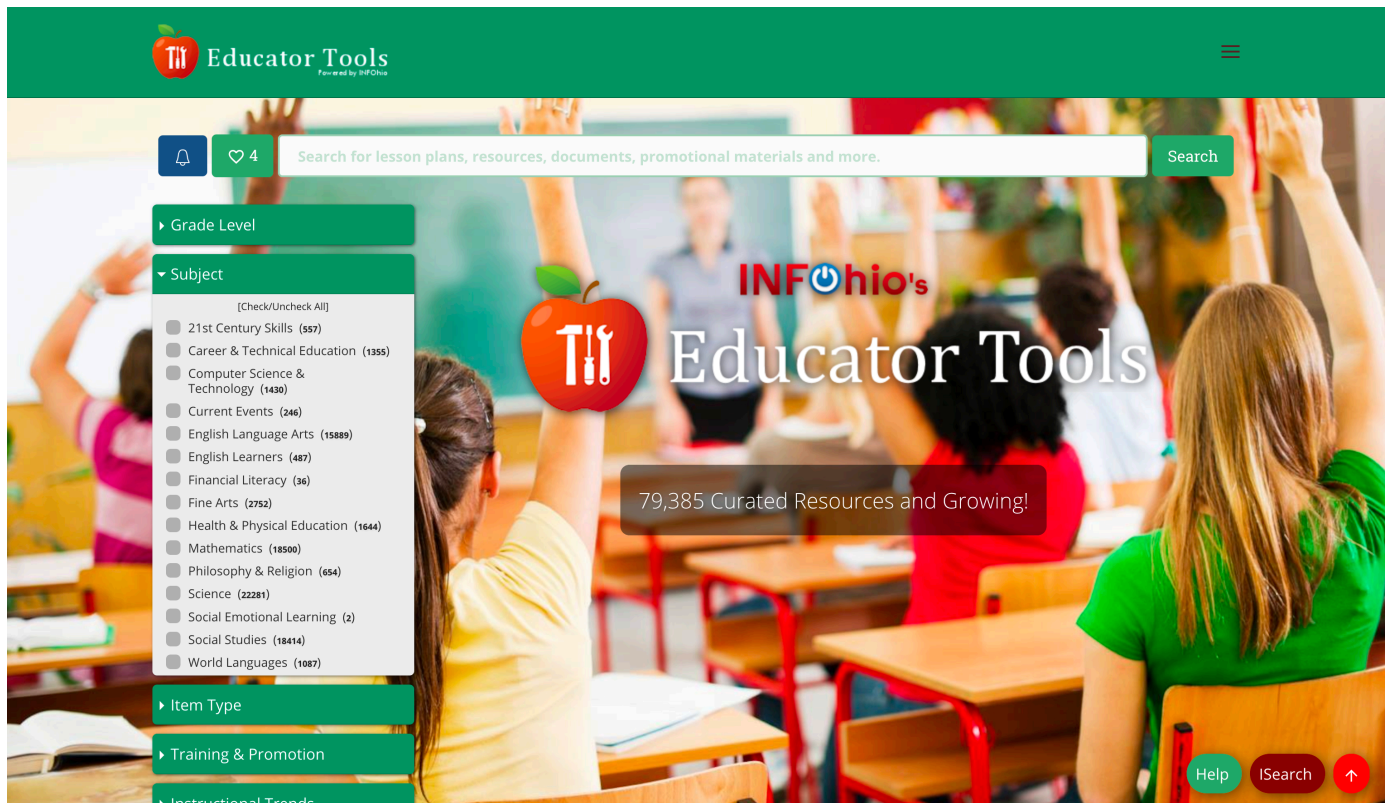 Educator Tools
Powered by INFOhio
4
Search for lesson plans, resources, documents, promotional materials and more.
Search
Grade Level
Subject
[Check/Uncheck All]
21st Century Skills (557)
Career & Technical Education (1355)
Computer Science &
Technology (1430)
Current Events (246)
English Language Arts (15889)
English Learners (487)
Financial Literacy (36)
Fine Arts (2752)
Health & Physical Education (1644)
Mathematics (18500)
Philosophy & Religion (654)
Science (22281)
Social Emotional Learning (2)
Social Studies (18414)
World Languages (1087)
Item Type
Training & Promotion
Instructional Trends
INFOhio's
Educator Tools
79,385 Curated Resources and Growing!
Help
ISearch